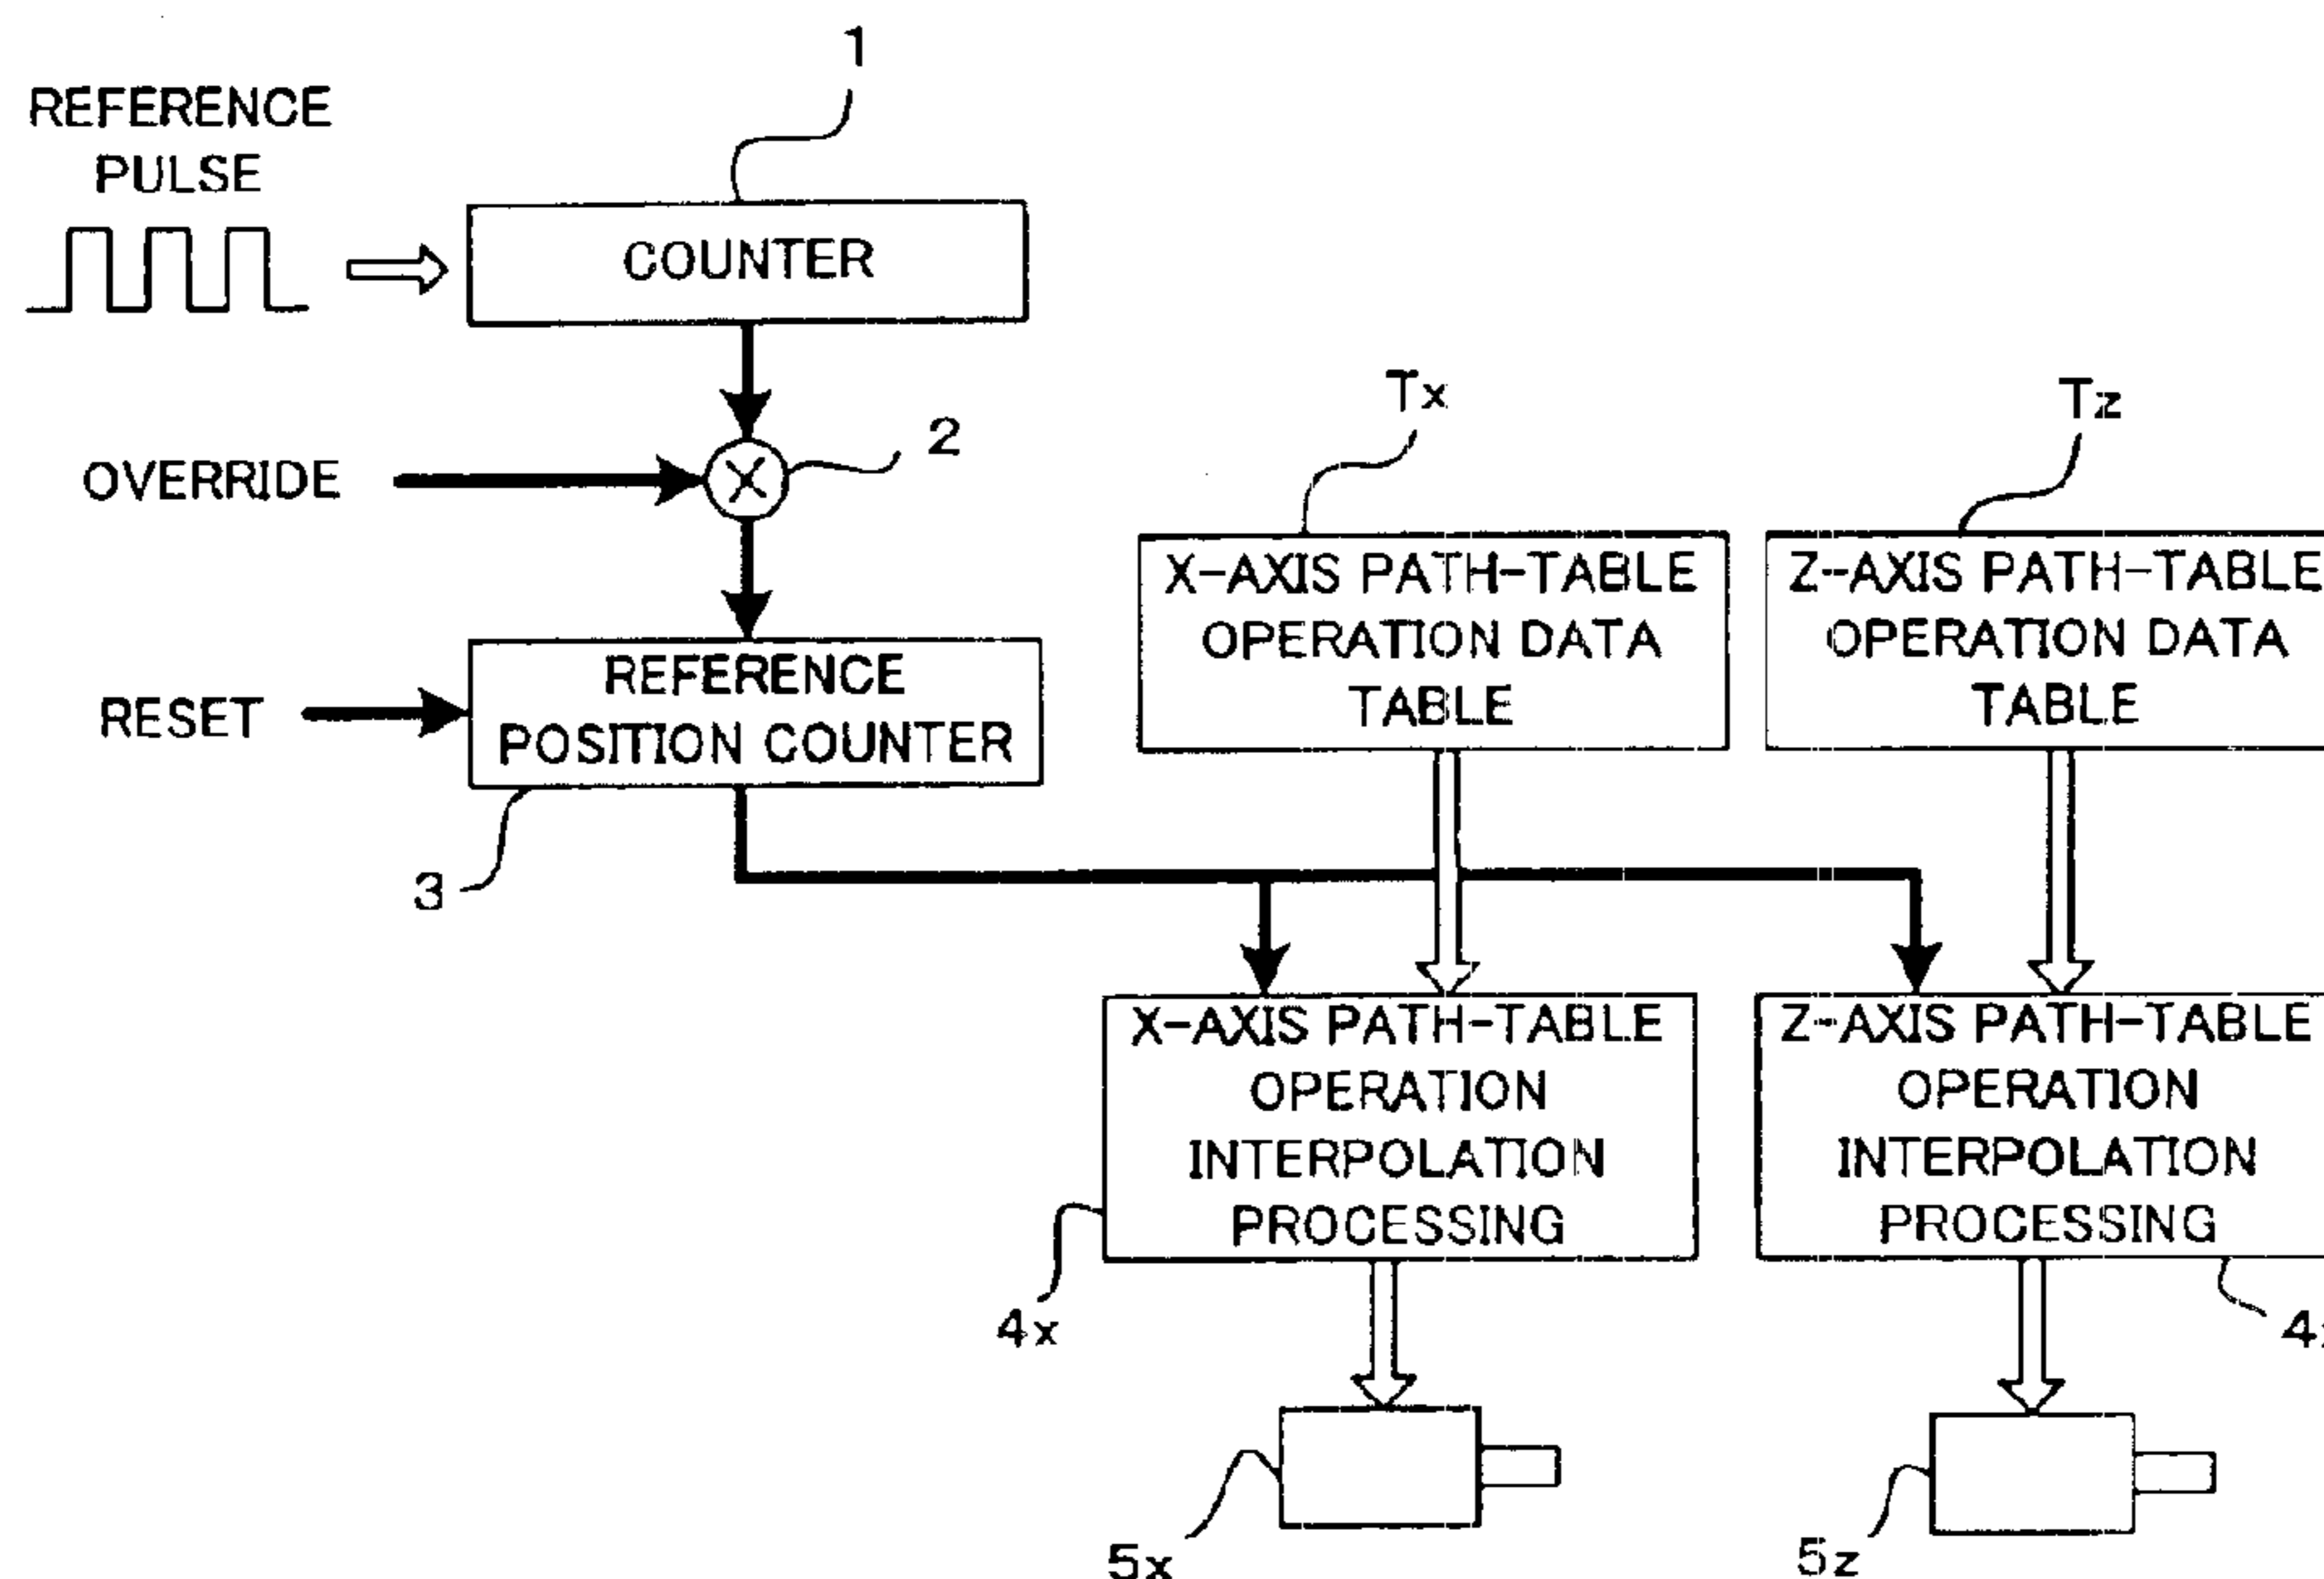 1
REFERENCE
PULSE
COUNTER
Tx
Tz
2
OVERRIDE
X-AXIS PATH-TABLE
OPERATION DATA
TABLE
Z-AXIS PATH-TABLE
OPERATION DATA
TABLE
REFERENCE
POSITION COUNTER
RESET
3
X-AXIS PATH-TABLE
OPERATION
INTERPOLATION
PROCESSING
Z-AXIS PATH-TABLE
OPERATION
INTERPOLATION
PROCESSING
4x
5x
5z